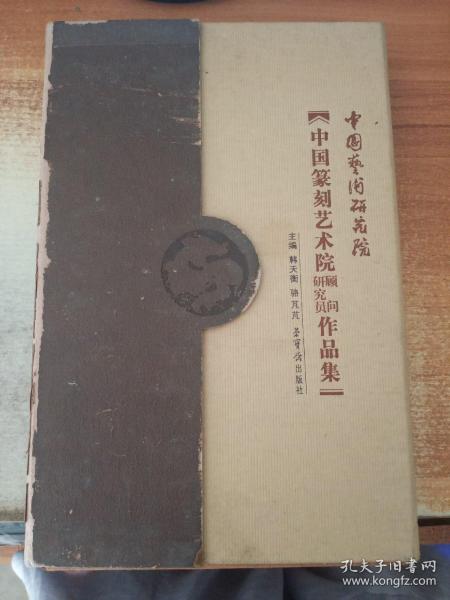 中国艺术研究院
《中国篆刻艺术院顾问研究员作品集》
主编 韩天衡 骆芃芃
荣宝斋出版社
孔夫子旧书网
www.kongfz.com